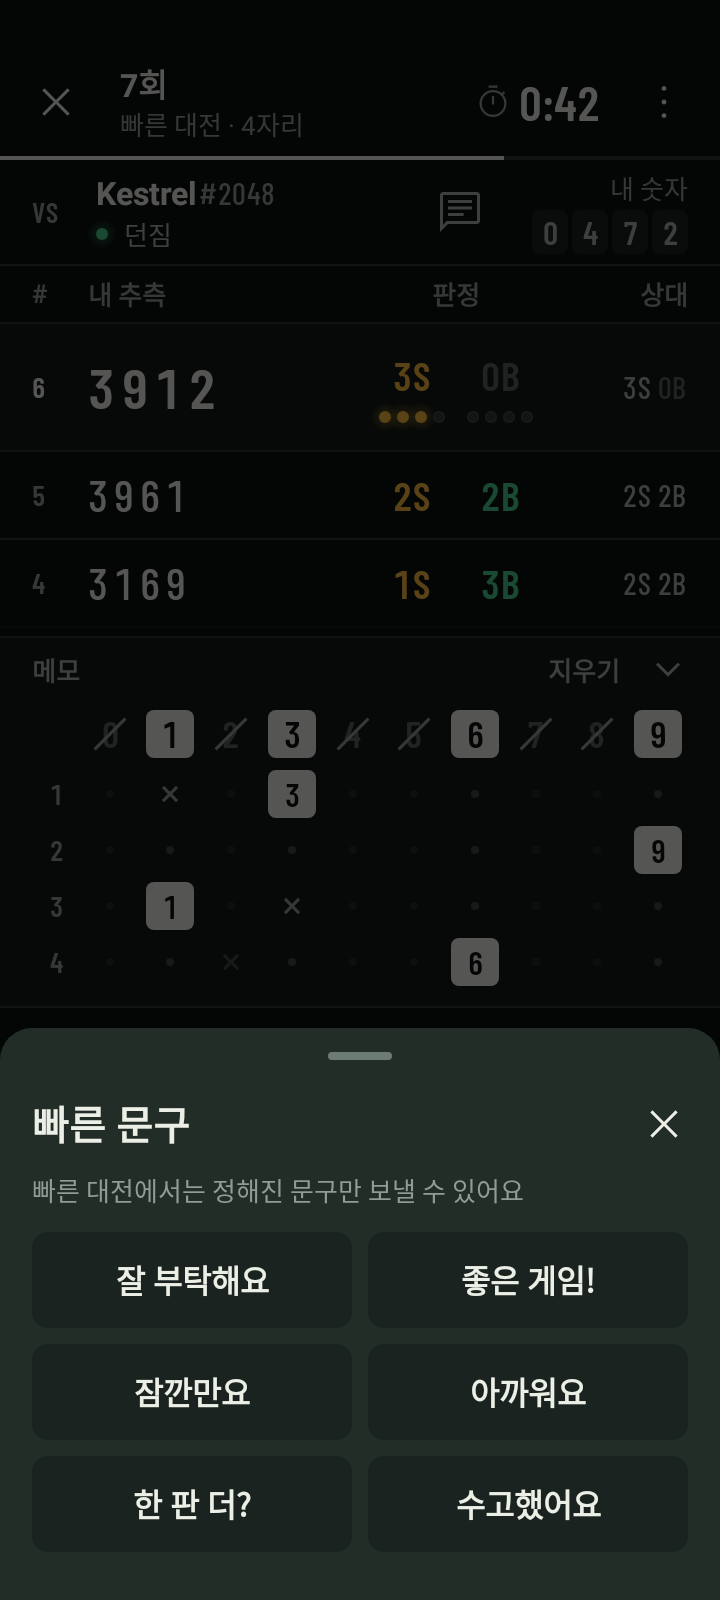 7회
빠른 대전 · 4자리
0:42
VS
Kestrel #2048
던짐
내 숫자
0 4 7 2
# 내 추측 판정 상대
6 3912 3S 0B 3S 0B
5 3961 2S 2B 2S 2B
4 3169 1S 3B 2S 2B
메모 지우기
0 1 2 3 4 5 6 7 8 9
1 × 3
2 9
3 1 ×
4 × 6
빠른 문구
빠른 대전에서는 정해진 문구만 보낼 수 있어요
잘 부탁해요
좋은 게임!
잠깐만요
아까워요
한 판 더?
수고했어요